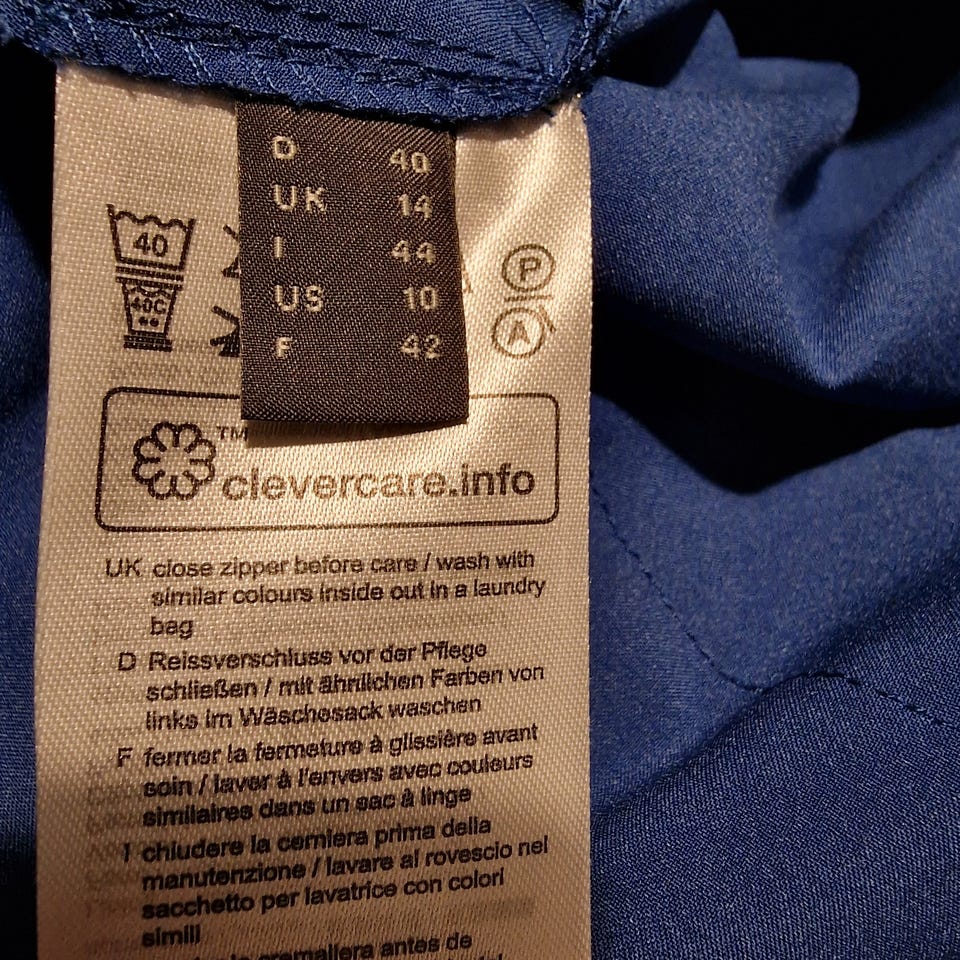 D 40
UK 14
I 44
US 10
F 42
40
40C
P
A
TM
clevercare.info
UK close zipper before care / wash with
similar colours inside out in a laundry
bag
D Reissverschluss vor der Pflege
schließen / mit ähnlichen Farben von
links im Wäschesack waschen
F fermer la fermeture à glissière avant
soin / laver à l'envers avec couleurs
similaires dans un sac à linge
I chiudere la cerniera prima della
manutenzione / lavare al rovescio nel
sacchetto per lavatrice con colori
simili
cremallera antes de